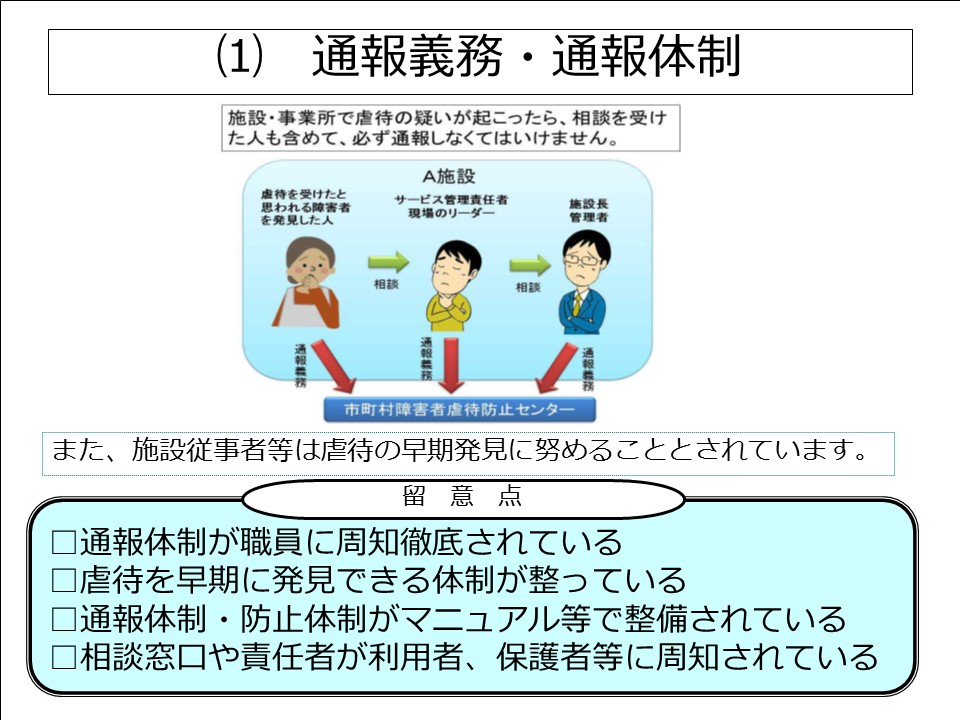 ⑴　通報義務・通報体制
施設・事業所で虐待の疑いが起こったら、相談を受け
た人も含めて、必ず通報しなくてはいけません。
A施設
虐待を受けたと
思われる障害者
を発見した人
サービス管理責任者
現場のリーダー
施設長
管理者
相談
相談
通報義務
通報義務
通報義務
市町村障害者虐待防止センター
また、施設従事者等は虐待の早期発見に努めることとされています。
留　意　点
□通報体制が職員に周知徹底されている
□虐待を早期に発見できる体制が整っている
□通報体制・防止体制がマニュアル等で整備されている
□相談窓口や責任者が利用者、保護者等に周知されている